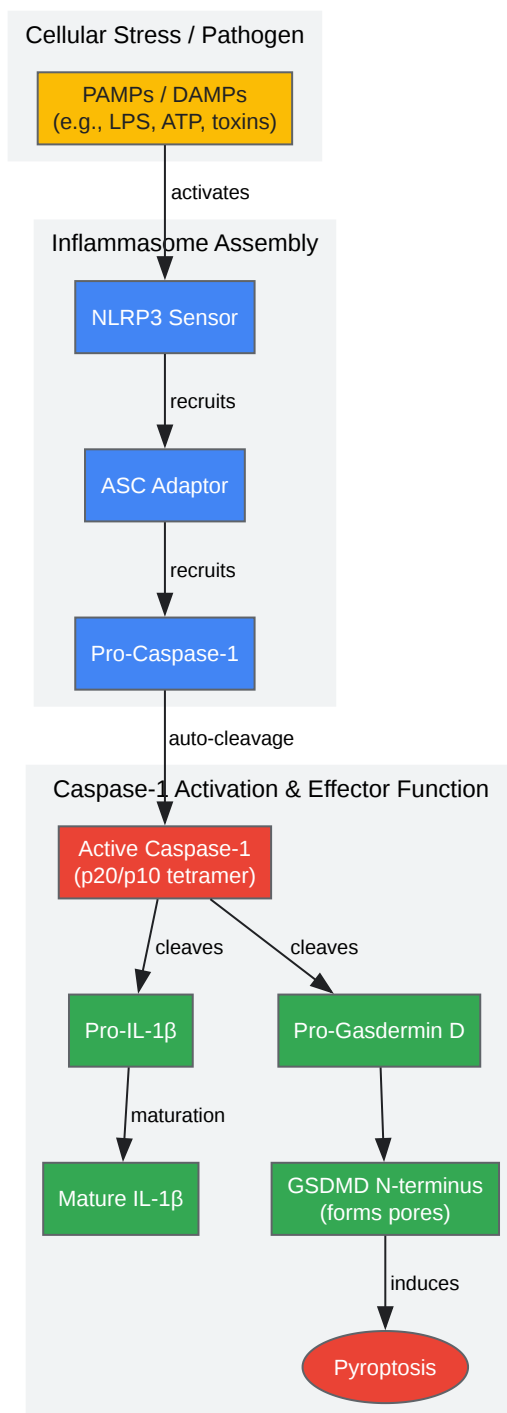 Cellular Stress / Pathogen
PAMPs / DAMPs
(e.g., LPS, ATP, toxins)
activates
Inflammasome Assembly
NLRP3 Sensor
recruits
ASC Adaptor
recruits
Pro-Caspase-1
auto-cleavage
Caspase-1 Activation & Effector Function
Active Caspase-1
(p20/p10 tetramer)
cleaves
cleaves
Pro-IL-1β
Pro-Gasdermin D
maturation
Mature IL-1β
GSDMD N-terminus
(forms pores)
induces
Pyroptosis